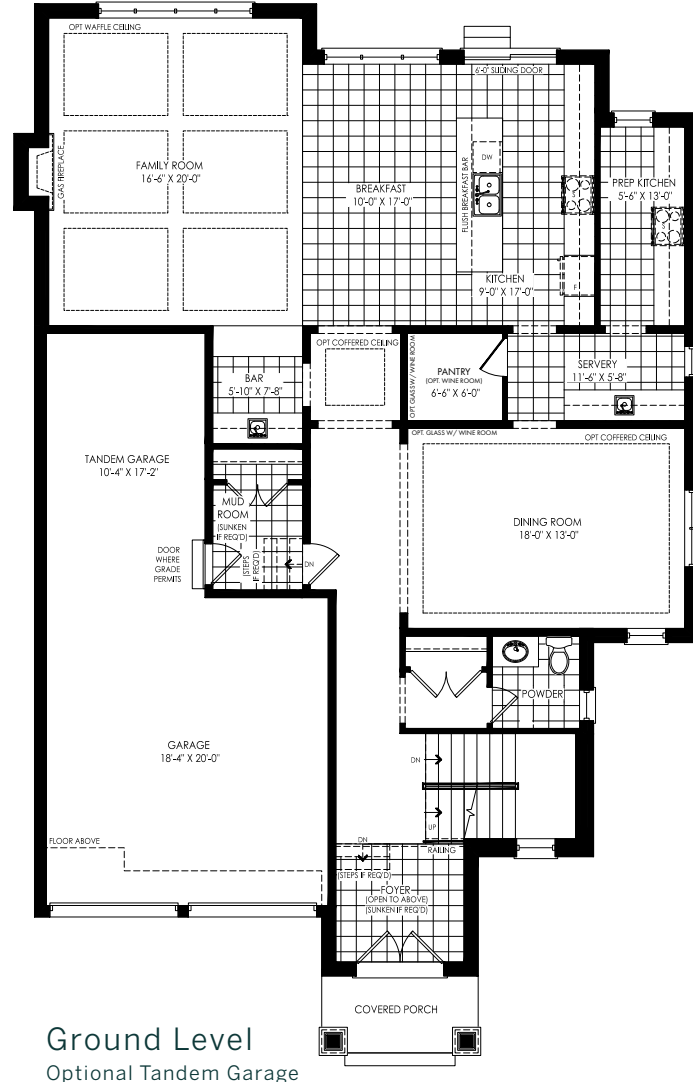 OPT WAFFLE CEILING
6'-0" SLIDING DOOR
GAS FIREPLACE
FAMILY ROOM
16'-6" X 20'-0"
BREAKFAST
10'-0" X 17'-0"
FLUSH BREAKFAST BAR
DW
S
PREP KITCHEN
5'-6" X 13'-0"
S
KITCHEN
9'-0" X 17'-0"
F
OPT COFFERED CEILING
OPT. GLASS W/ WINE ROOM
PANTRY
(OPT. WINE ROOM)
6'-6" X 6'-0"
SERVERY
11'-6" X 5'-8"
BAR
5'-10" X 7'-8"
OPT. GLASS W/ WINE ROOM
OPT COFFERED CEILING
TANDEM GARAGE
10'-4" X 17'-2"
MUD
ROOM
(SUNKEN
IF REQ'D)
(STEPS
IF REQ'D)
DN
DOOR
WHERE
GRADE
PERMITS
DINING ROOM
18'-0" X 13'-0"
POWDER
GARAGE
18'-4" X 20'-0"
DN
UP
RAILING
FLOOR ABOVE
DN
(STEPS IF REQ'D)
FOYER
(OPEN TO ABOVE)
(SUNKEN IF REQ'D)
COVERED PORCH
Ground Level
Optional Tandem Garage